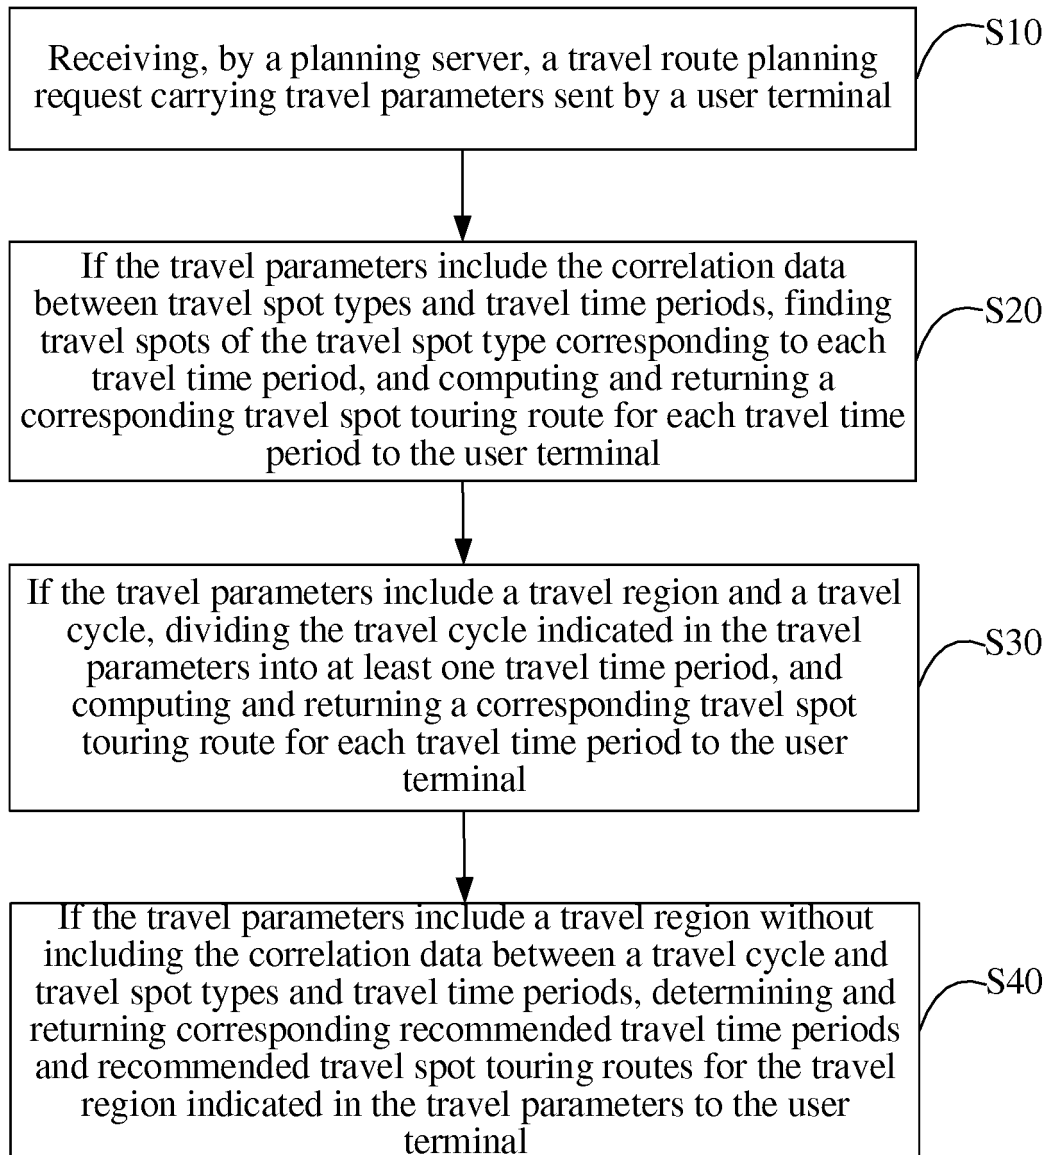 Receiving, by a planning server, a travel route planning
request carrying travel parameters sent by a user terminal
S10
If the travel parameters include the correlation data
between travel spot types and travel time periods, finding
travel spots of the travel spot type corresponding to each
travel time period, and computing and returning a
corresponding travel spot touring route for each travel time
period to the user terminal
S20
If the travel parameters include a travel region and a travel
cycle, dividing the travel cycle indicated in the travel
parameters into at least one travel time period, and
computing and returning a corresponding travel spot
touring route for each travel time period to the user
terminal
S30
If the travel parameters include a travel region without
including the correlation data between a travel cycle and
travel spot types and travel time periods, determining and
returning corresponding recommended travel time periods
and recommended travel spot touring routes for the travel
region indicated in the travel parameters to the user
terminal
S40